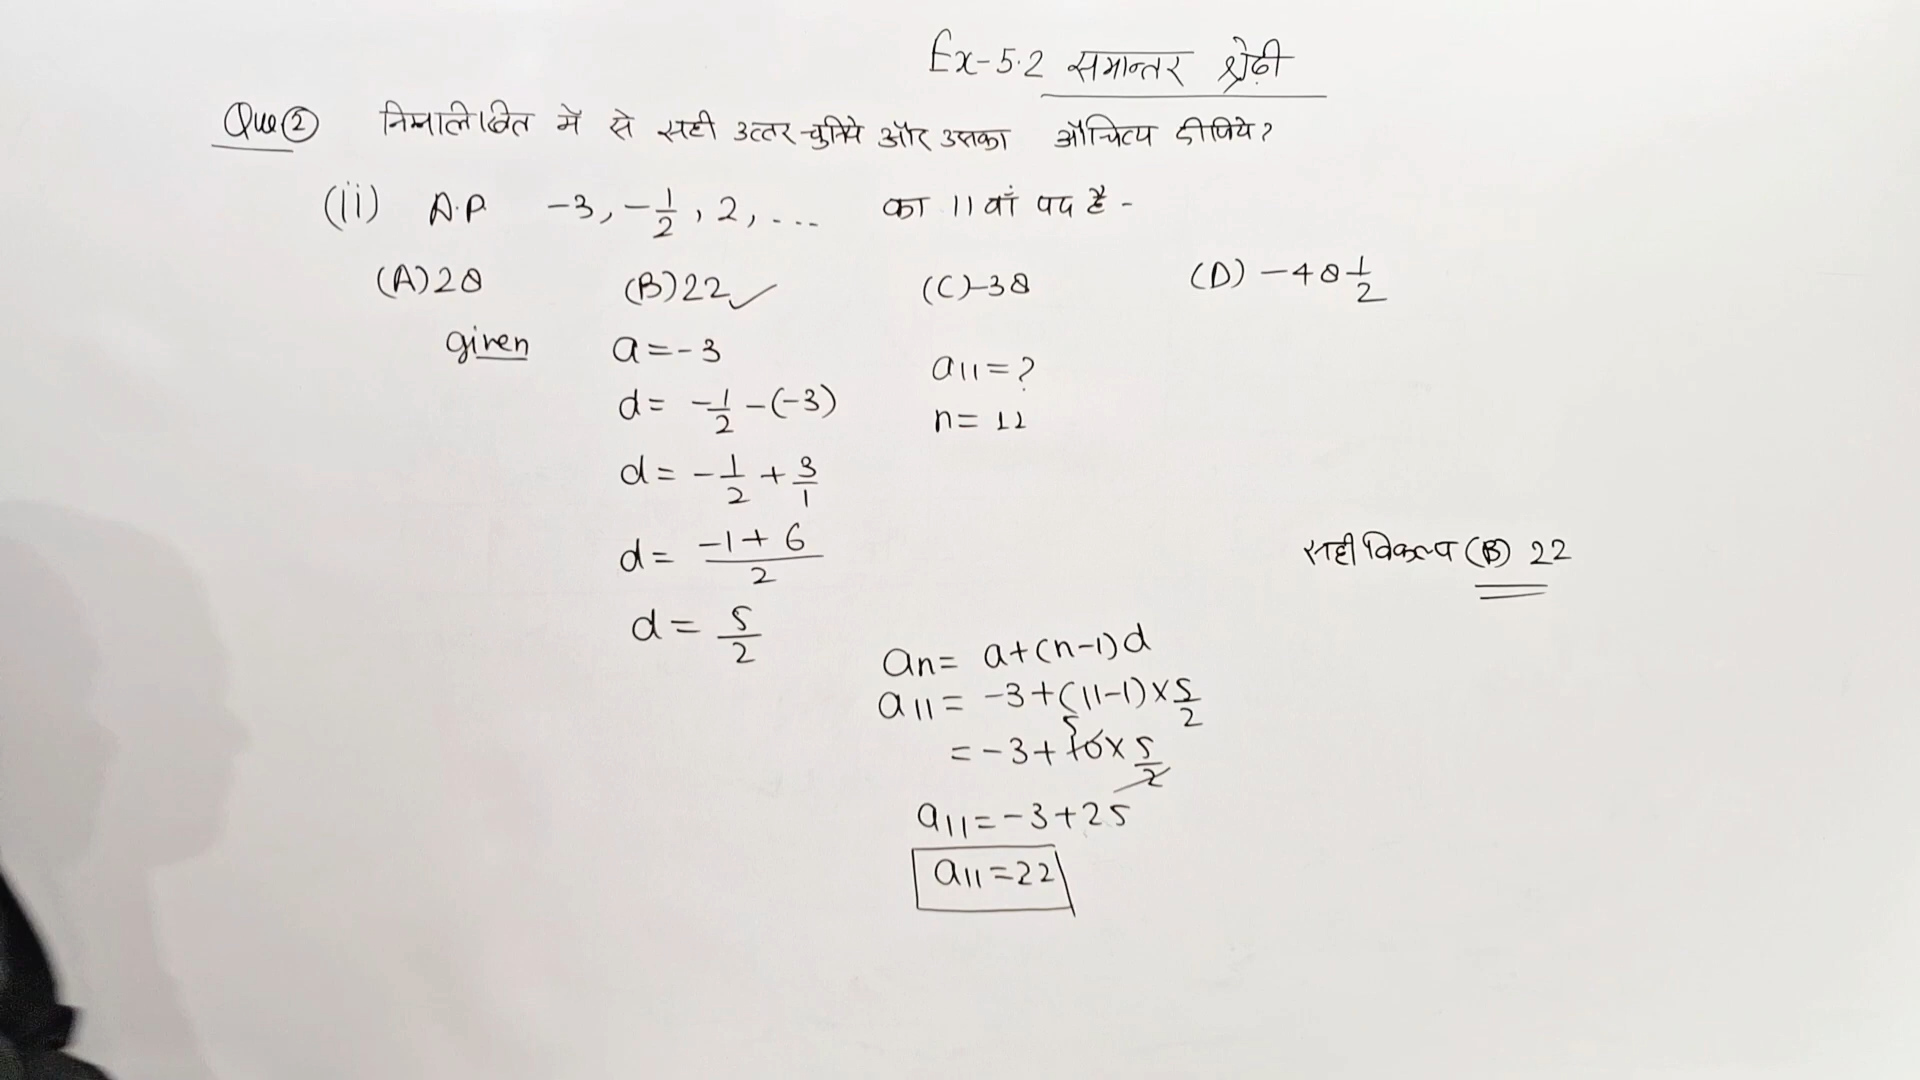 Ex-5.2 समान्तर श्रेढ़ी
Que ② निम्नलिखित में से सही उत्तर चुनिये और उसका औचित्य दीजिये?
(ii) A.P -3, -1/2, 2, ... का 11 वां पद है -
(A) 28 (B) 22 ✓ (C) -38 (D) -48 1/2
given a = -3
a11 = ?
d = -1/2 - (-3)
n = 11
d = -1/2 + 3/1
d = (-1 + 6)/2
सही विकल्प (B) 22
d = 5/2
an = a+(n-1)d
a11 = -3+(11-1)×5/2
= -3+ 10× 5/2
5
a11 = -3+25
a11 = 22